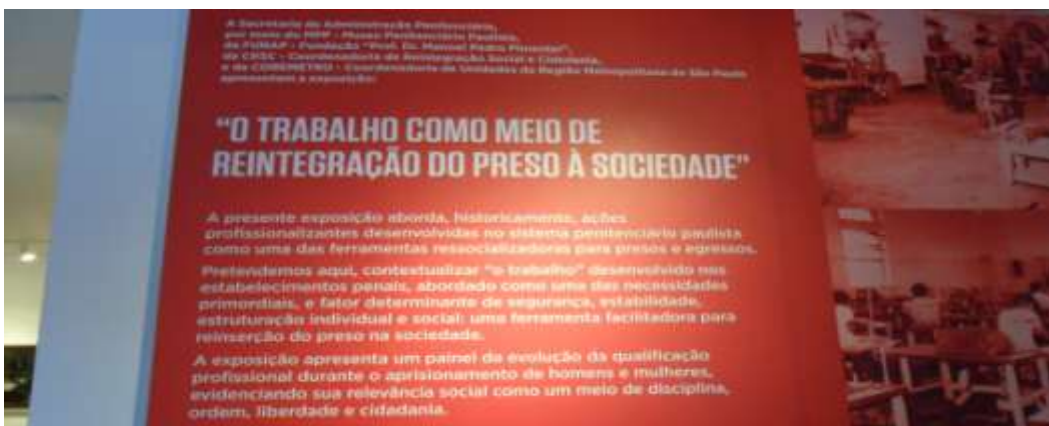 A Secretaria de Administração Penitenciária,
por meio do MPP - Museu Penitenciário Paulista,
da FUNAP - Fundação "Prof. Dr. Manoel Pedro Pimentel",
da CRSC - Coordenadoria de Reintegração Social e Cidadania,
e da COREMETRO - Coordenadoria de Unidades da Região Metropolitana de São Paulo
apresentam a exposição:
"O TRABALHO COMO MEIO DE
REINTEGRAÇÃO DO PRESO À SOCIEDADE"
A presente exposição aborda, historicamente, ações
profissionalizantes desenvolvidas no sistema penitenciário paulista
como uma das ferramentas ressocializadoras para presos e egressos.
Pretendemos aqui, contextualizar "o trabalho" desenvolvido nos
estabelecimentos penais, abordado como uma das necessidades
primordiais, e fator determinante de segurança, estabilidade,
estruturação individual e social: uma ferramenta facilitadora para
reinserção do preso na sociedade.
A exposição apresenta um painel da evolução da qualificação
profissional durante o aprisionamento de homens e mulheres,
evidenciando sua relevância social como um meio de disciplina,
ordem, liberdade e cidadania.